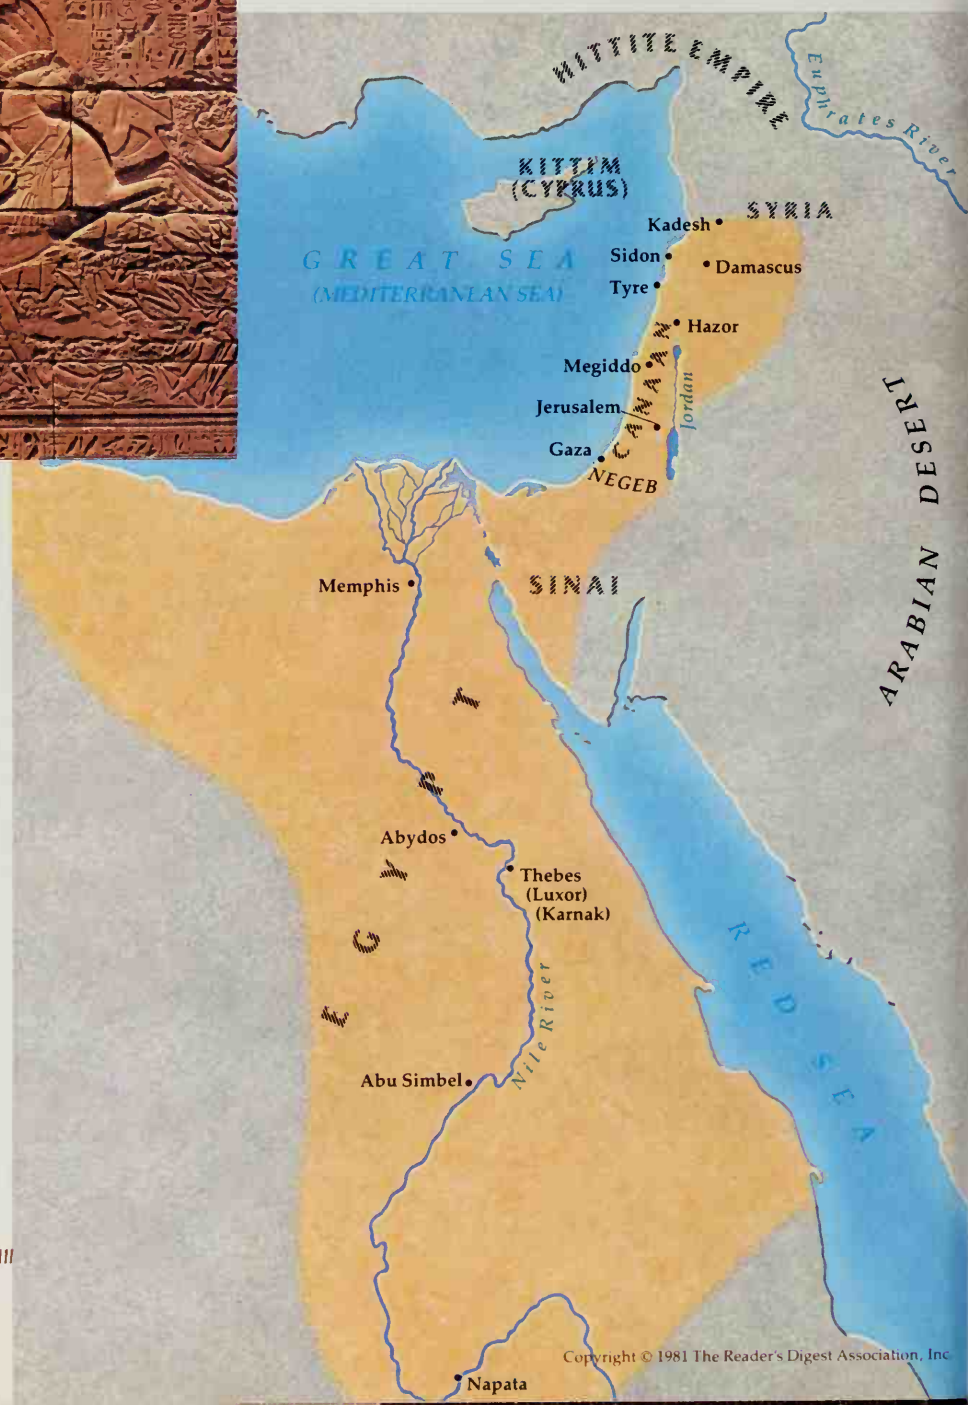 HITTITE EMPIRE
Euphrates River
KITTIM
(CYPRUS)
SYRIA
Kadesh
GREAT SEA
(MEDITERRANEAN SEA)
Sidon
Damascus
Tyre
Hazor
CANAAN
Megiddo
Jordan
Jerusalem
Gaza
NEGEB
ARABIAN DESERT
Memphis
SINAI
EGYPT
Abydos
Thebes
(Luxor)
(Karnak)
RED SEA
Nile River
Abu Simbel
Copyright © 1981 The Reader's Digest Association, Inc.
Napata